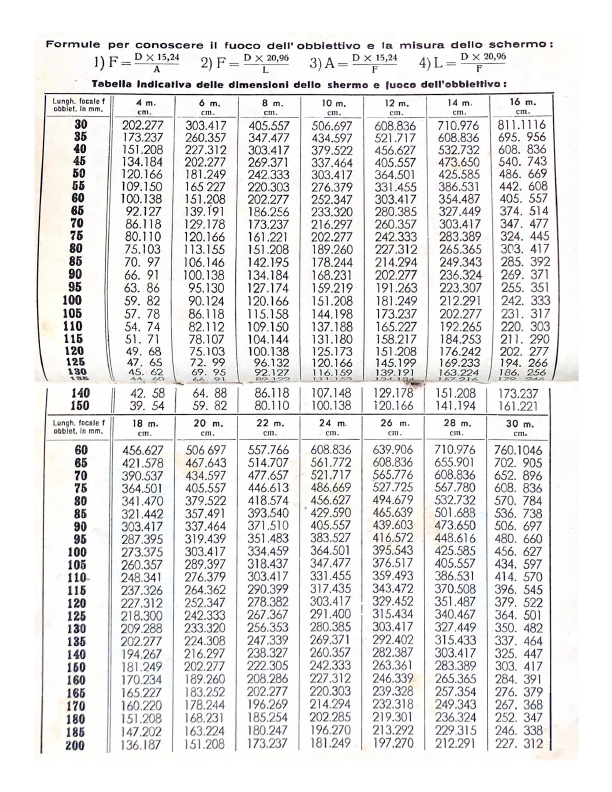 Formule per conoscere il fuoco dell'obbiettivo e la misura dello schermo:
1) F = D × 15,24 / A 2) F = D × 20,96 / L 3) A = D × 15,24 / F 4) L = D × 20,96 / F
Tabella indicativa delle dimensioni dello shermo e fuoco dell'obbiettivo:
Lungh. focale f obbiet. in mm. 4 m. cm. 6 m. cm. 8 m. cm. 10 m. cm. 12 m. cm. 14 m. cm. 16 m. cm.
30 202.277 303.417 405.557 506.697 608.836 710.976 811.1116
35 173.237 260.357 347.477 434.597 521.717 608.836 695. 956
40 151.208 227.312 303.417 379.522 456.627 532.732 608. 836
45 134.184 202.277 269.371 337.464 405.557 473.650 540. 743
50 120.166 181.249 242.333 303.417 364.501 425.585 486. 669
55 109.150 165 227 220.303 276.379 331.455 386.531 442. 608
60 100.138 151.208 202.277 252.347 303.417 354.487 405. 557
65 92.127 139.191 186.256 233.320 280.385 327.449 374. 514
70 86.118 129.178 173.237 216.297 260.357 303.417 347. 477
75 80.110 120.166 161.221 202.277 242.333 283.389 324. 445
80 75.103 113.155 151.208 189.260 227.312 265.365 303. 417
85 70. 97 106.146 142.195 178.244 214.294 249.343 285. 392
90 66. 91 100.138 134.184 168.231 202.277 236.324 269. 371
95 63. 86 95.130 127.174 159.219 191.263 223.307 255. 351
100 59. 82 90.124 120.166 151.208 181.249 212.291 242. 333
105 57. 78 86.118 115.158 144.198 173.237 202.277 231. 317
110 54. 74 82.112 109.150 137.188 165.227 192.265 220. 303
115 51. 71 78.107 104.144 131.180 158.217 184.253 211. 290
120 49. 68 75.103 100.138 125.173 151.208 176.242 202. 277
125 47. 65 72. 99 96.132 120.166 145.199 169.233 194. 266
130 45. 62 69. 95 92.127 116.159 139.191 163.224 186. 256
140 42. 58 64. 88 86.118 107.148 129.178 151.208 173.237
150 39. 54 59. 82 80.110 100.138 120.166 141.194 161.221
Lungh. focale f obbiet. in mm. 18 m. cm. 20 m. cm. 22 m. cm. 24 m. cm. 26 m. cm. 28 m. cm. 30 m. cm.
60 456.627 506 697 557.766 608.836 639.906 710.976 760.1046
65 421.578 467.643 514.707 561.772 608.836 655.901 702. 905
70 390.537 434.597 477.657 521.717 565.776 608.836 652. 896
75 364.501 405.557 446.613 486.669 527.725 567.780 608. 836
80 341.470 379.522 418.574 456.627 494.679 532.732 570. 784
85 321.442 357.491 393.540 429.590 465.639 501.688 536. 738
90 303.417 337.464 371.510 405.557 439.603 473.650 506. 697
95 287.395 319.439 351.483 383.527 416.572 448.616 480. 660
100 273.375 303.417 334.459 364.501 395.543 425.585 456. 627
105 260.357 289.397 318.437 347.477 376.517 405.557 434. 597
110 248.341 276.379 303.417 331.455 359.493 386.531 414. 570
115 237.326 264.362 290.399 317.435 343.472 370.508 396. 545
120 227.312 252.347 278.382 303.417 329.452 351.487 379. 522
125 218.300 242.333 267.367 291.400 315.434 340.467 364. 501
130 209.288 233.320 256.353 280.385 303.417 327.449 350. 482
135 202.277 224.308 247.339 269.371 292.402 315.433 337. 464
140 194.267 216.297 238.327 260.357 282.387 303.417 325. 447
150 181.249 202.277 222.305 242.333 263.361 283.389 303. 417
160 170.234 189.260 208.286 227.312 246.339 265.365 284. 391
165 165.227 183.252 202.277 220.303 239.328 257.354 276. 379
170 160.220 178.244 196.269 214.294 232.318 249.343 267. 368
180 151.208 168.231 185.254 202.285 219.301 236.324 252. 347
185 147.202 163.224 180.247 196.270 213.292 229.315 246. 338
200 136.187 151.208 173.237 181.249 197.270 212.291 227. 312